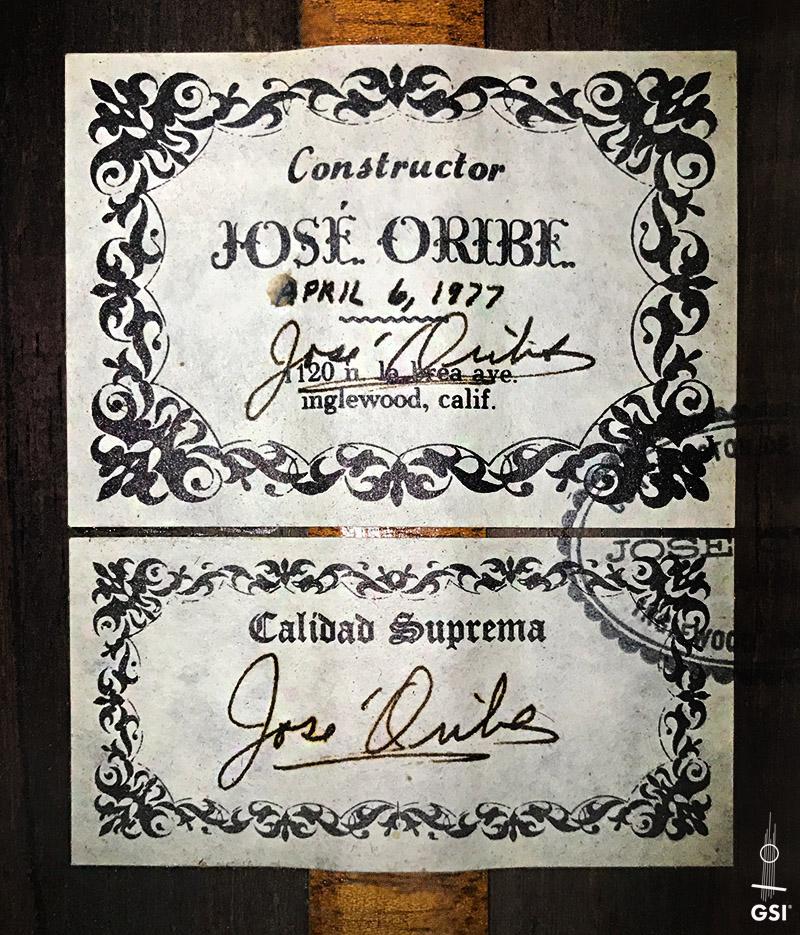 Constructor
JOSÉ ORIBE
APRIL 6, 1977
José Oribe
1120 n. la brea ave.
inglewood, calif.
JOSE
Calidad Suprema
José Oribe
GSI